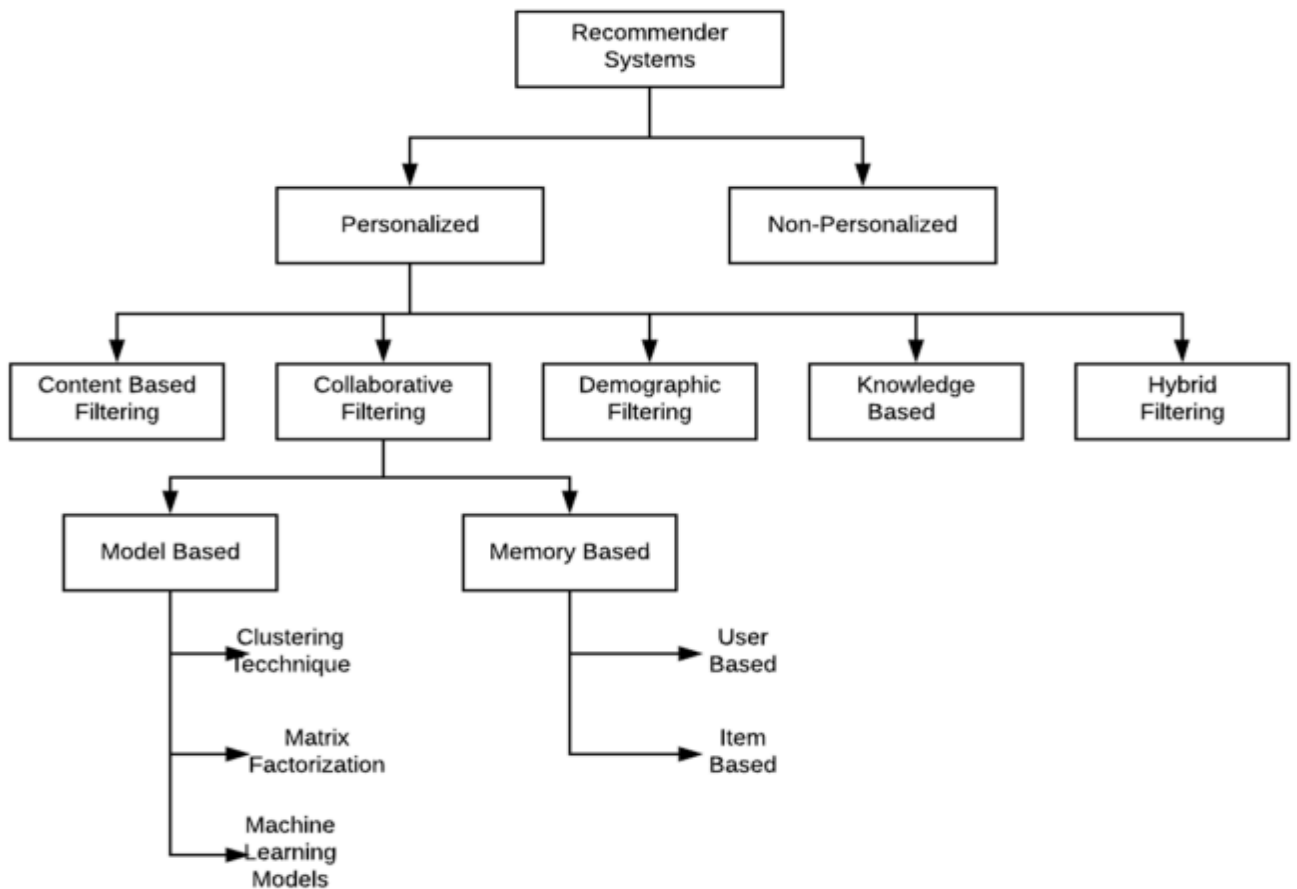 Recommender
Systems
Personalized
Non-Personalized
Content Based
Filtering
Collaborative
Filtering
Demographic
Filtering
Knowledge
Based
Hybrid
Filtering
Model Based
Memory Based
Clustering
Tecchnique
User
Based
Matrix
Factorization
Item
Based
Machine
Learning
Models